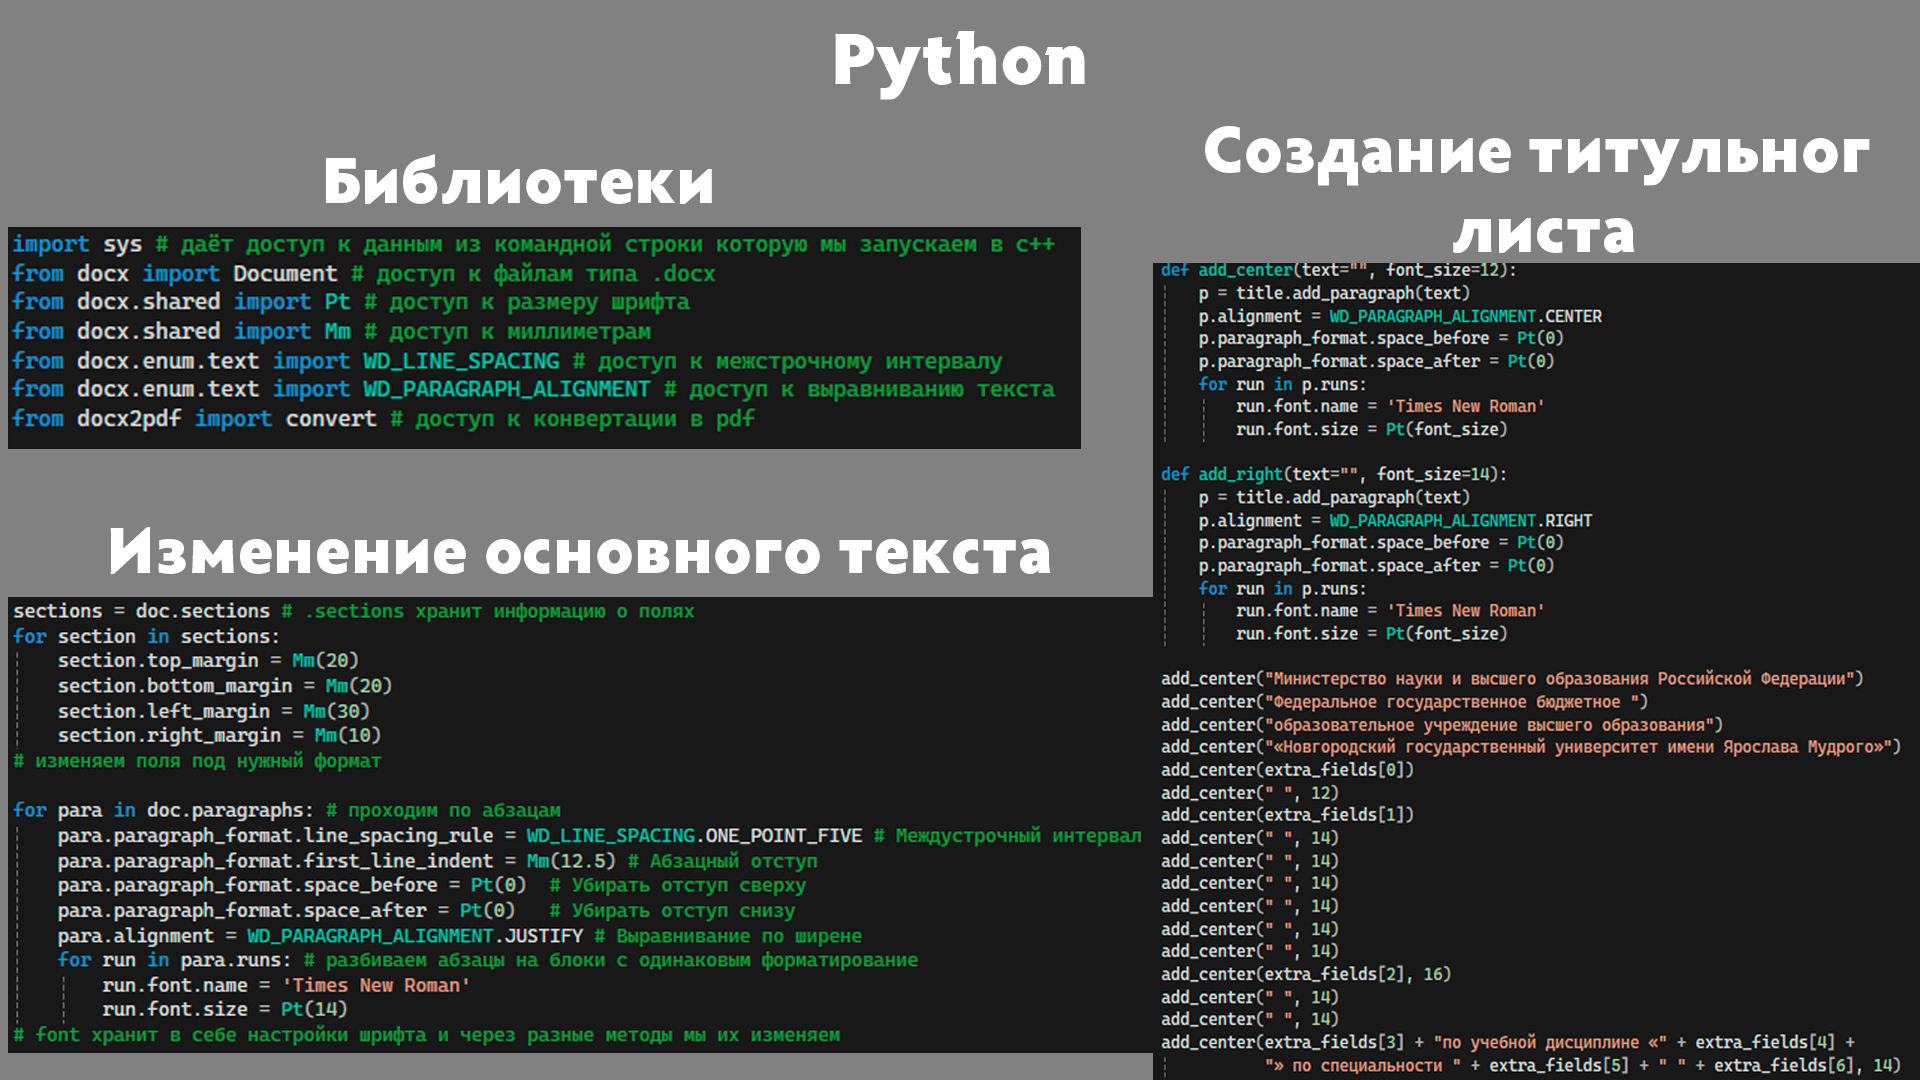 Python
Библиотеки
import sys # даёт доступ к данным из командной строки которую мы запускаем в c++
from docx import Document # доступ к файлам типа .docx
from docx.shared import Pt # доступ к размеру шрифта
from docx.shared import Mm # доступ к миллиметрам
from docx.enum.text import WD_LINE_SPACING # доступ к межстрочному интервалу
from docx.enum.text import WD_PARAGRAPH_ALIGNMENT # доступ к выравниванию текста
from docx2pdf import convert # доступ к конвертации в pdf
Изменение основного текста
sections = doc.sections # .sections хранит информацию о полях
for section in sections:
    section.top_margin = Mm(20)
    section.bottom_margin = Mm(20)
    section.left_margin = Mm(30)
    section.right_margin = Mm(10)
# изменяем поля под нужный формат
for para in doc.paragraphs: # проходим по абзацам
    para.paragraph_format.line_spacing_rule = WD_LINE_SPACING.ONE_POINT_FIVE # Междустрочный интервал
    para.paragraph_format.first_line_indent = Mm(12.5) # Абзацный отступ
    para.paragraph_format.space_before = Pt(0)  # Убирать отступ сверху
    para.paragraph_format.space_after = Pt(0)   # Убирать отступ снизу
    para.alignment = WD_PARAGRAPH_ALIGNMENT.JUSTIFY # Выравнивание по ширене
    for run in para.runs: # разбиваем абзацы на блоки с одинаковым форматирование
        run.font.name = 'Times New Roman'
        run.font.size = Pt(14)
# font хранит в себе настройки шрифта и через разные методы мы их изменяем
Создание титульног
листа
def add_center(text="", font_size=12):
    p = title.add_paragraph(text)
    p.alignment = WD_PARAGRAPH_ALIGNMENT.CENTER
    p.paragraph_format.space_before = Pt(0)
    p.paragraph_format.space_after = Pt(0)
    for run in p.runs:
        run.font.name = 'Times New Roman'
        run.font.size = Pt(font_size)
def add_right(text="", font_size=14):
    p = title.add_paragraph(text)
    p.alignment = WD_PARAGRAPH_ALIGNMENT.RIGHT
    p.paragraph_format.space_before = Pt(0)
    p.paragraph_format.space_after = Pt(0)
    for run in p.runs:
        run.font.name = 'Times New Roman'
        run.font.size = Pt(font_size)
add_center("Министерство науки и высшего образования Российской Федерации")
add_center("Федеральное государственное бюджетное ")
add_center("образовательное учреждение высшего образования")
add_center("«Новгородский государственный университет имени Ярослава Мудрого»")
add_center(extra_fields[0])
add_center(" ", 12)
add_center(extra_fields[1])
add_center(" ", 14)
add_center(" ", 14)
add_center(" ", 14)
add_center(" ", 14)
add_center(" ", 14)
add_center(" ", 14)
add_center(extra_fields[2], 16)
add_center(" ", 14)
add_center(" ", 14)
add_center(extra_fields[3] + "по учебной дисциплине «" + extra_fields[4] +
           "» по специальности " + extra_fields[5] + " " + extra_fields[6], 14)